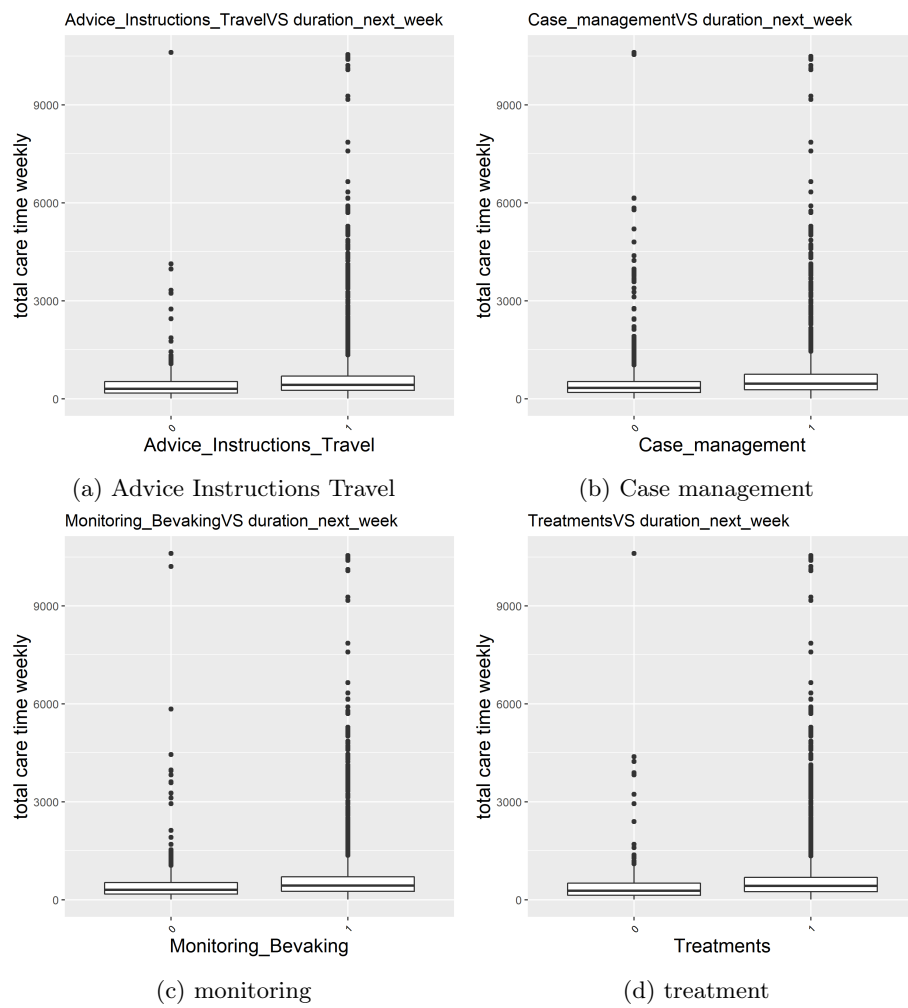 Advice_Instructions_TravelVS duration_next_week
total care time weekly
9000
6000
3000
0
0
1
Advice_Instructions_Travel
(a) Advice Instructions Travel
Case_managementVS duration_next_week
total care time weekly
9000
6000
3000
0
0
1
Case_management
(b) Case management
Monitoring_BevakingVS duration_next_week
total care time weekly
9000
6000
3000
0
0
1
Monitoring_Bevaking
(c) monitoring
TreatmentsVS duration_next_week
total care time weekly
9000
6000
3000
0
0
1
Treatments
(d) treatment